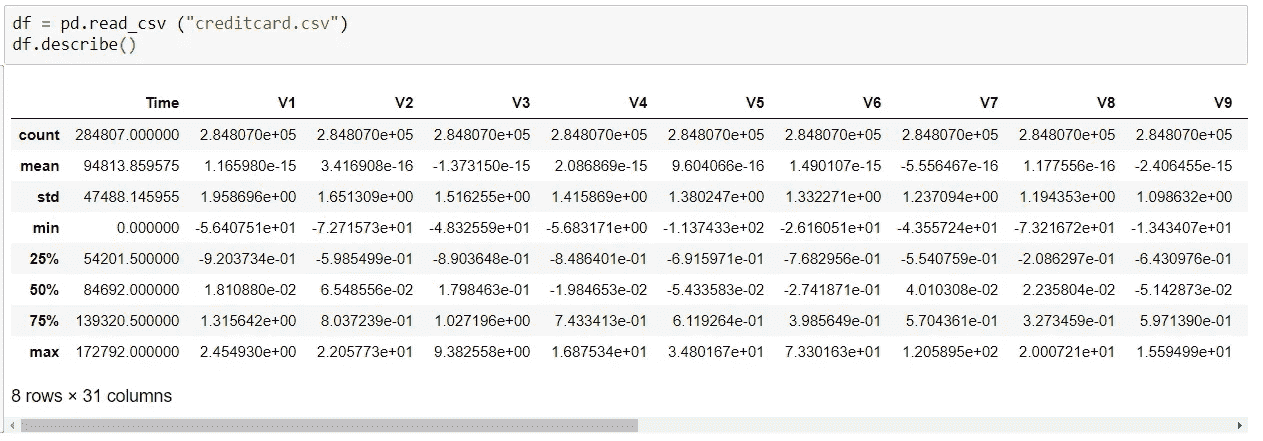 df = pd.read_csv ("creditcard.csv")
df.describe()
Time V1 V2 V3 V4 V5 V6 V7 V8 V9
count 284807.000000 2.848070e+05 2.848070e+05 2.848070e+05 2.848070e+05 2.848070e+05 2.848070e+05 2.848070e+05 2.848070e+05 2.848070e+05
mean 94813.859575 1.165980e-15 3.416908e-16 -1.373150e-15 2.086869e-15 9.604066e-16 1.490107e-15 -5.556467e-16 1.177556e-16 -2.406455e-15
std 47488.145955 1.958696e+00 1.651309e+00 1.516255e+00 1.415869e+00 1.380247e+00 1.332271e+00 1.237094e+00 1.194353e+00 1.098632e+00
min 0.000000 -5.640751e+01 -7.271573e+01 -4.832559e+01 -5.683171e+00 -1.137433e+02 -2.616051e+01 -4.355724e+01 -7.321672e+01 -1.343407e+01
25% 54201.500000 -9.203734e-01 -5.985499e-01 -8.903648e-01 -8.486401e-01 -6.915971e-01 -7.682956e-01 -5.540759e-01 -2.086297e-01 -6.430976e-01
50% 84692.000000 1.810880e-02 6.548556e-02 1.798463e-01 -1.984653e-02 -5.433583e-02 -2.741871e-01 4.010308e-02 2.235804e-02 -5.142873e-02
75% 139320.500000 1.315642e+00 8.037239e-01 1.027196e+00 7.433413e-01 6.119264e-01 3.985649e-01 5.704361e-01 3.273459e-01 5.971390e-01
max 172792.000000 2.454930e+00 2.205773e+01 9.382558e+00 1.687534e+01 3.480167e+01 7.330163e+01 1.205895e+02 2.000721e+01 1.559499e+01
8 rows × 31 columns